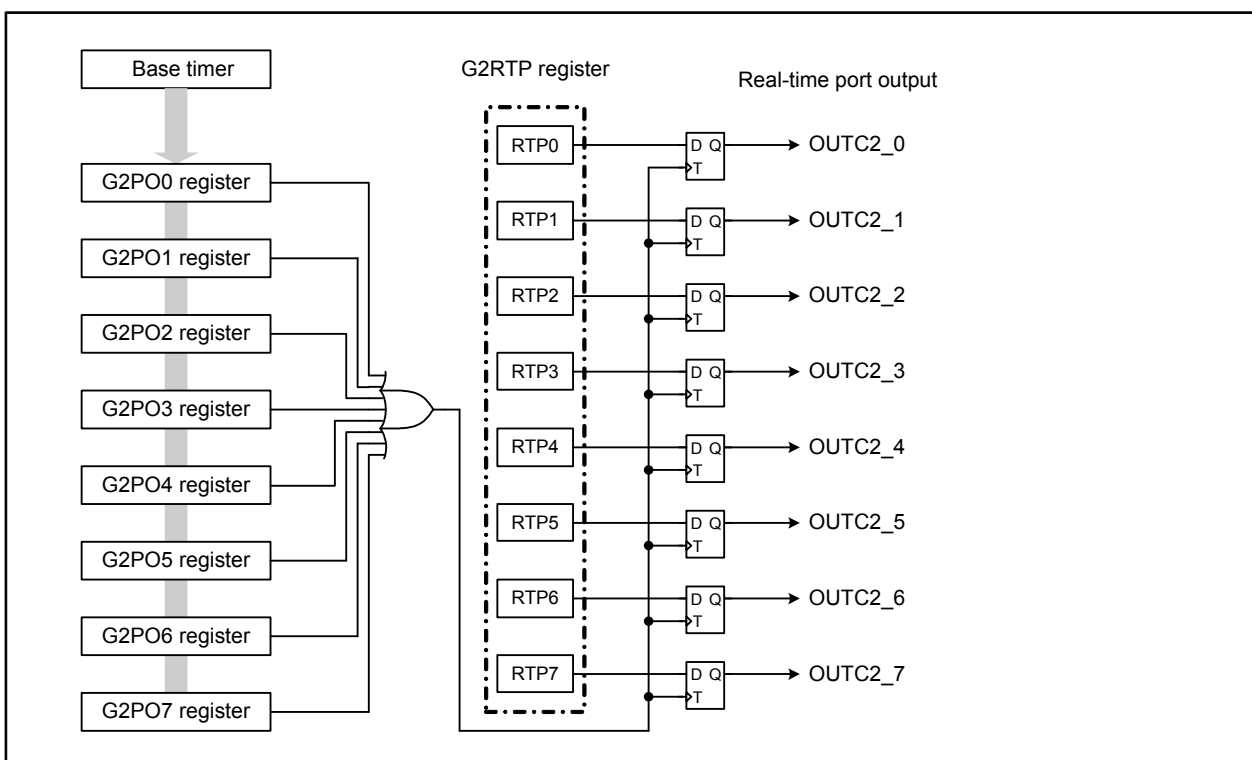 Base timer
G2RTP register
Real-time port output
G2PO0 register
G2PO1 register
G2PO2 register
G2PO3 register
G2PO4 register
G2PO5 register
G2PO6 register
G2PO7 register
RTP0
D Q
T
OUTC2_0
RTP1
D Q
T
OUTC2_1
RTP2
D Q
T
OUTC2_2
RTP3
D Q
T
OUTC2_3
RTP4
D Q
T
OUTC2_4
RTP5
D Q
T
OUTC2_5
RTP6
D Q
T
OUTC2_6
RTP7
D Q
T
OUTC2_7